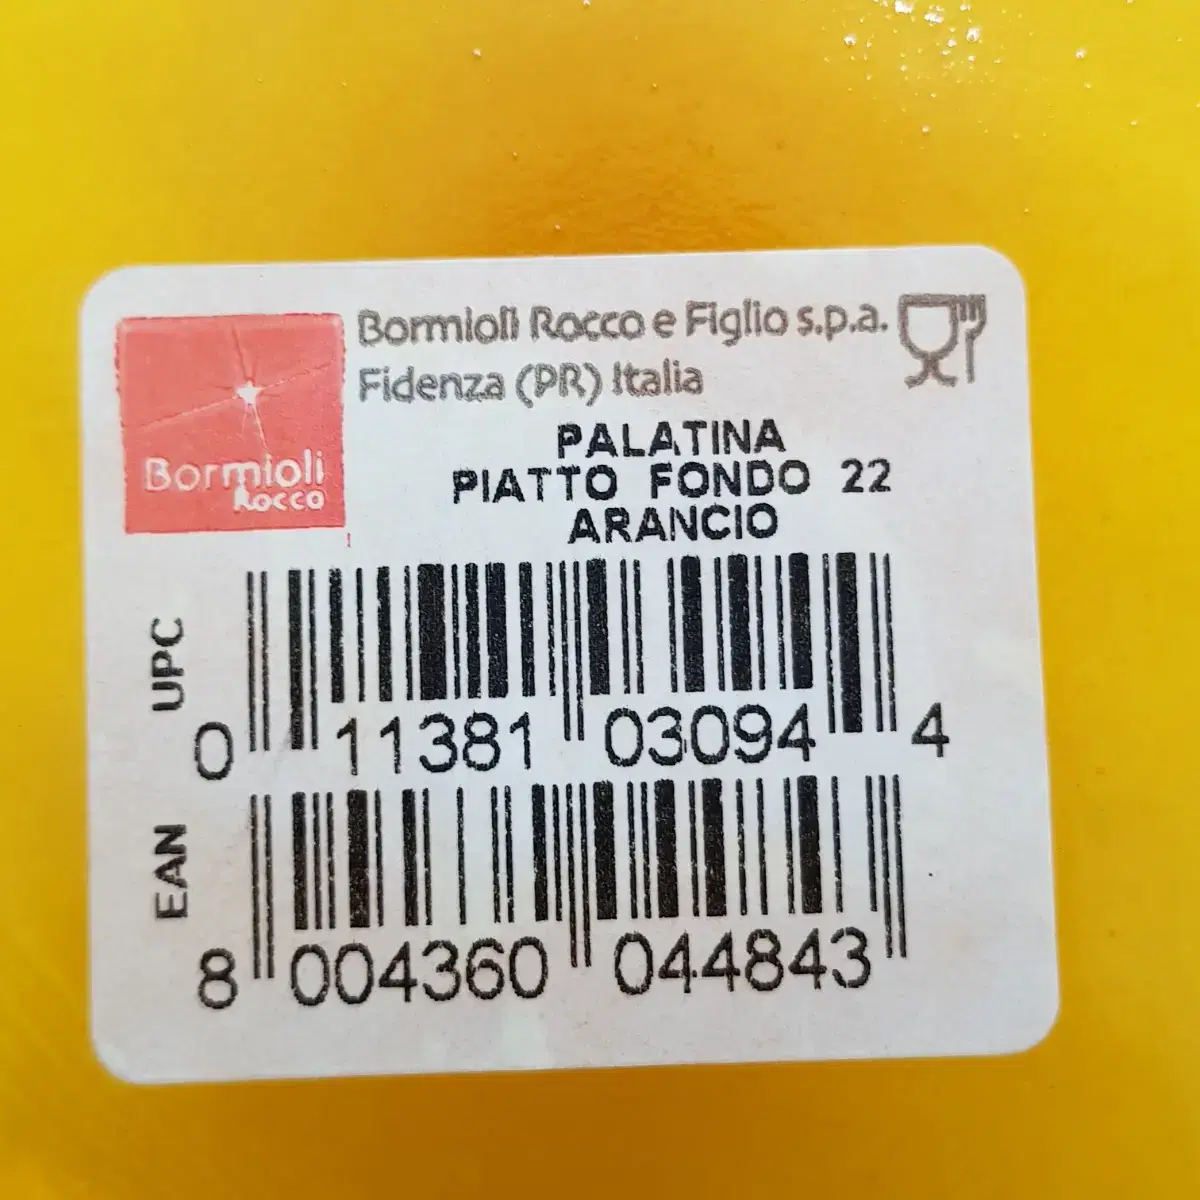 Bormioli Rocco e Figlio s.p.a.
Fidenza (PR) Italia
Bormioli
Rocco
PALATINA
PIATTO FONDO 22
ARANCIO
UPC
0 11381 03094 4
EAN
8 004360 044843